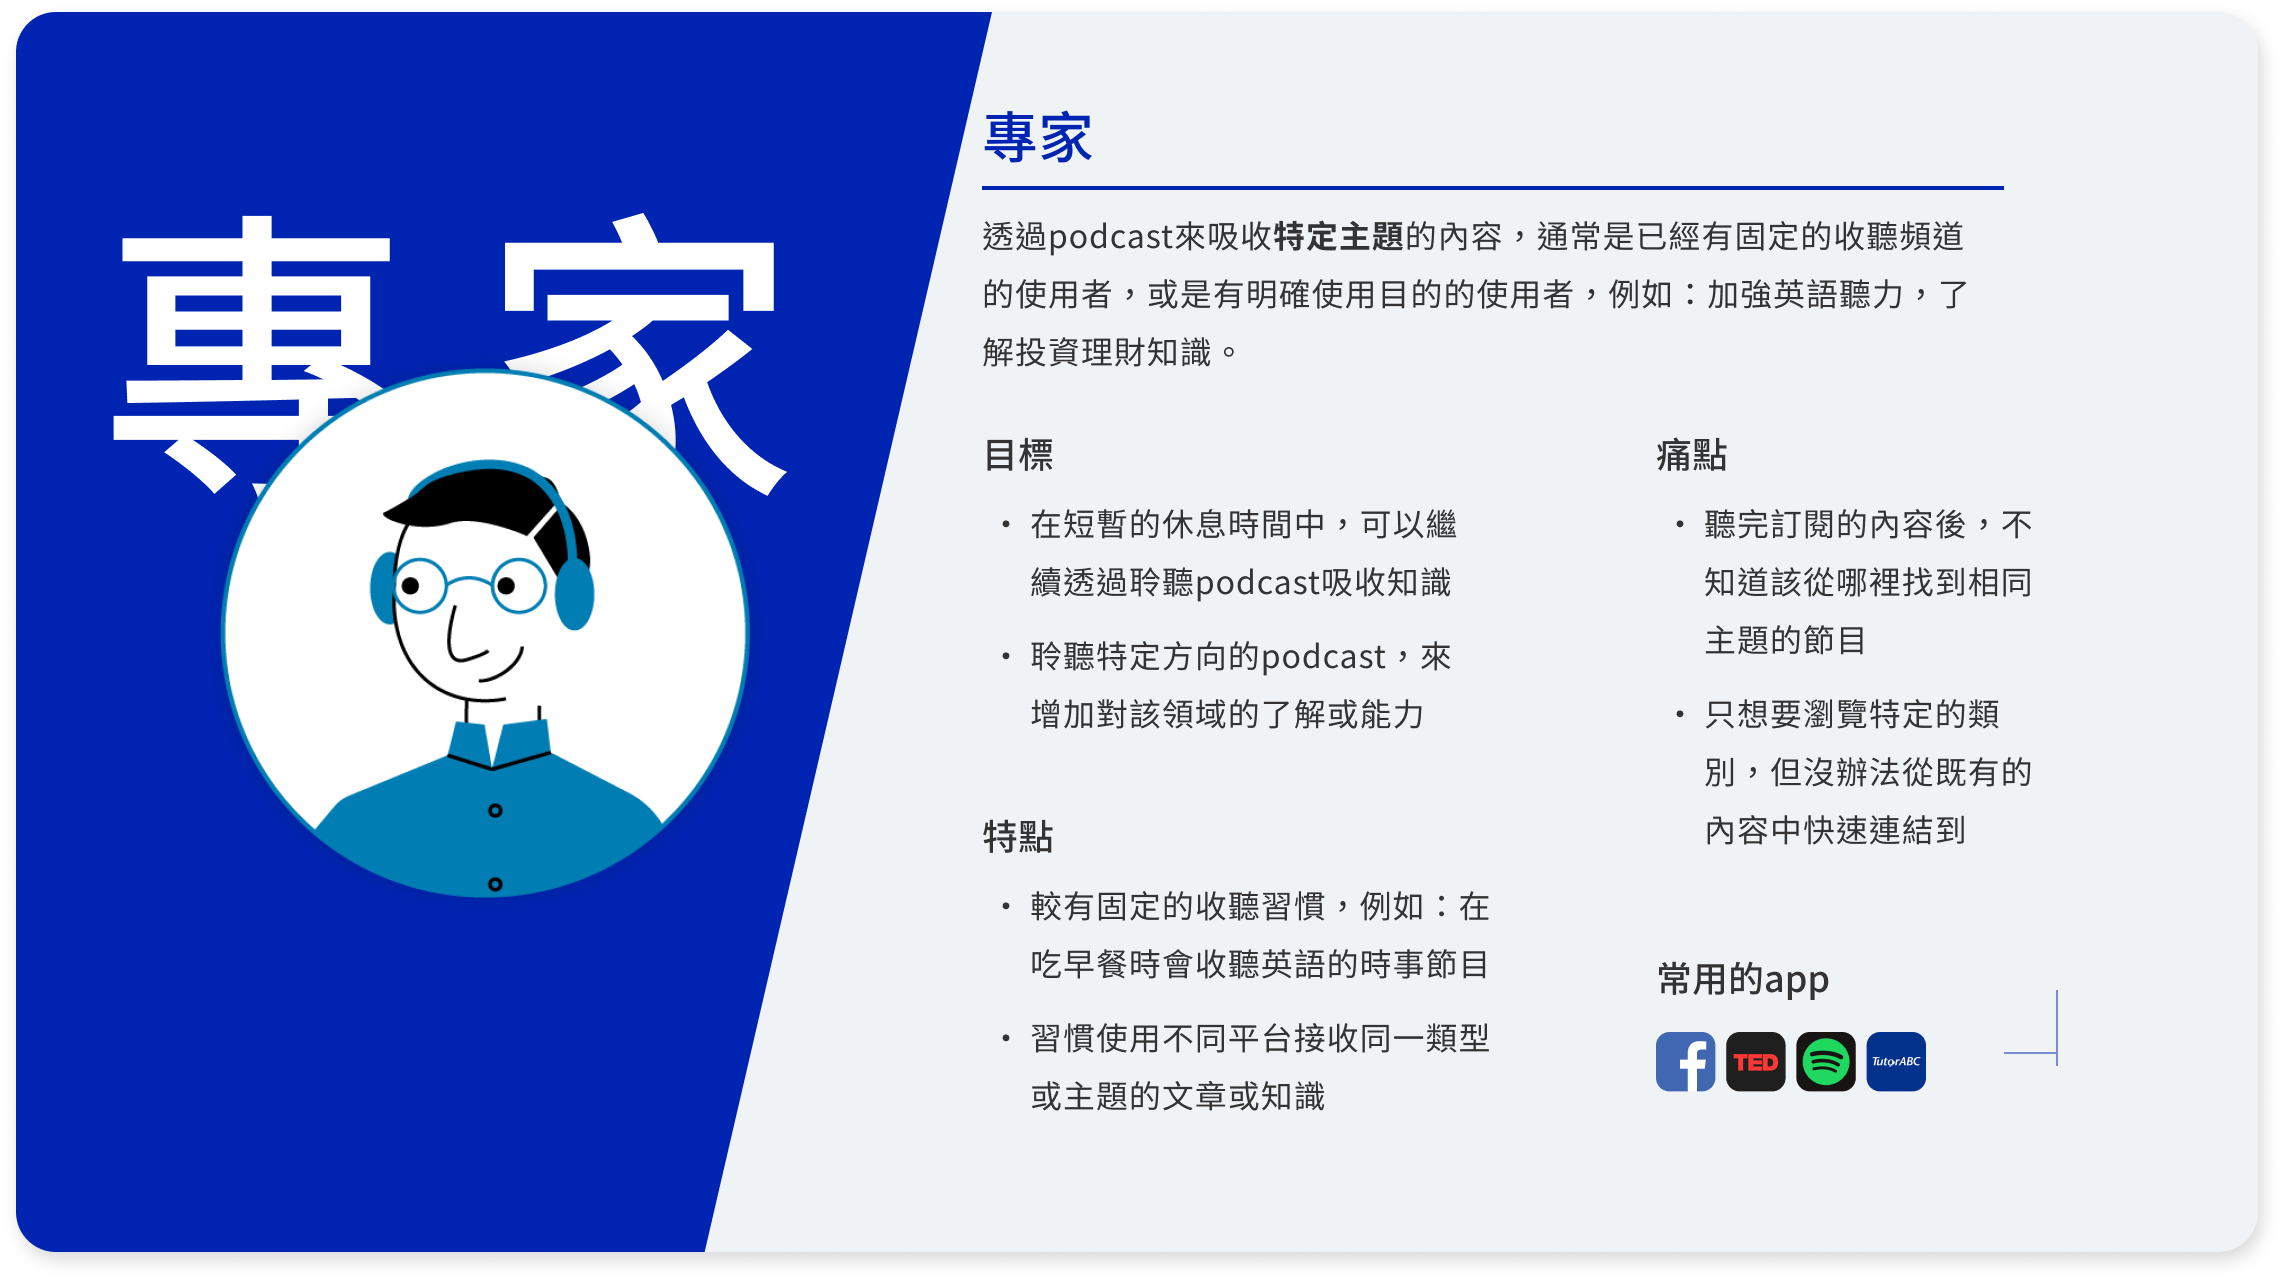 專家
專家
透過podcast來吸收特定主題的內容，通常是已經有固定的收聽頻道
的使用者，或是有明確使用目的的使用者，例如：加強英語聽力，了
解投資理財知識。
目標
• 在短暫的休息時間中，可以繼
續透過聆聽podcast吸收知識
• 聆聽特定方向的podcast，來
增加對該領域的了解或能力
特點
• 較有固定的收聽習慣，例如：在
吃早餐時會收聽英語的時事節目
• 習慣使用不同平台接收同一類型
或主題的文章或知識
痛點
• 聽完訂閱的內容後，不
知道該從哪裡找到相同
主題的節目
• 只想要瀏覽特定的類
別，但沒辦法從既有的
內容中快速連結到
常用的app
TED
TutorABC